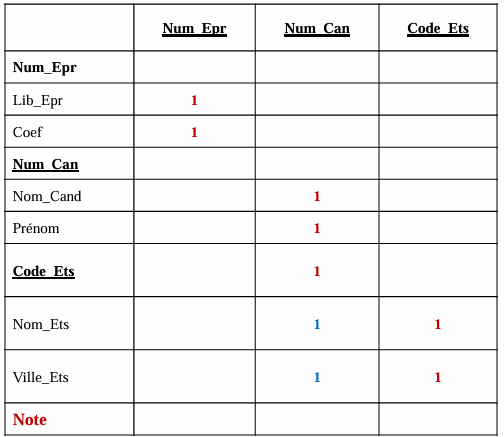 Num_Epr Num_Can Code_Ets
Num_Epr
Lib_Epr 1
Coef 1
Num_Can
Nom_Cand 1
Prénom 1
Code_Ets 1
Nom_Ets 1 1
Ville_Ets 1 1
Note